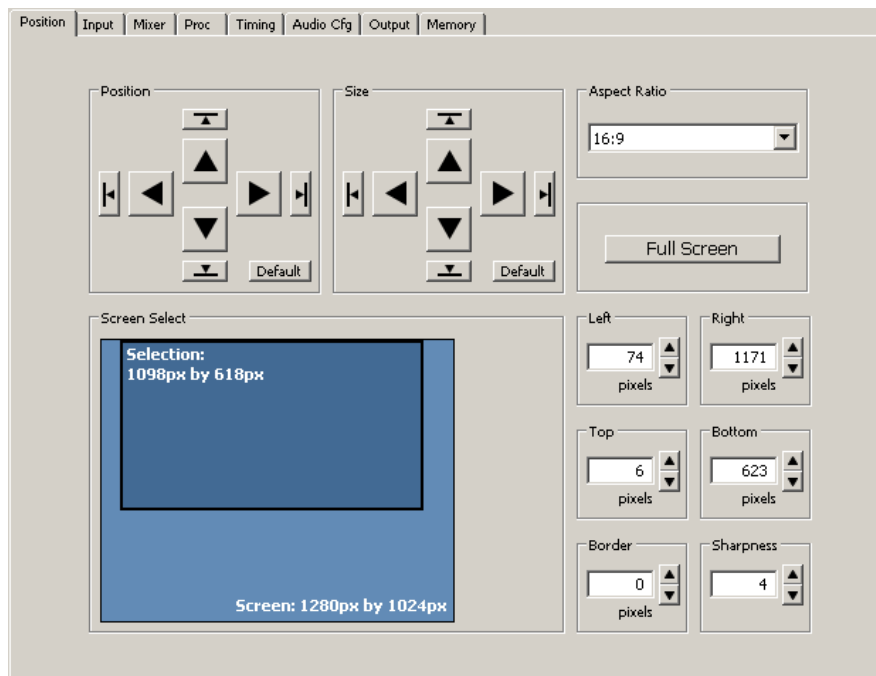 Position Input Mixer Proc Timing Audio Cfg Output Memory
Position
Default
Size
Default
Aspect Ratio
16:9
Full Screen
Screen Select
Selection:
1098px by 618px
Screen: 1280px by 1024px
Left
74
pixels
Right
1171
pixels
Top
6
pixels
Bottom
623
pixels
Border
0
pixels
Sharpness
4